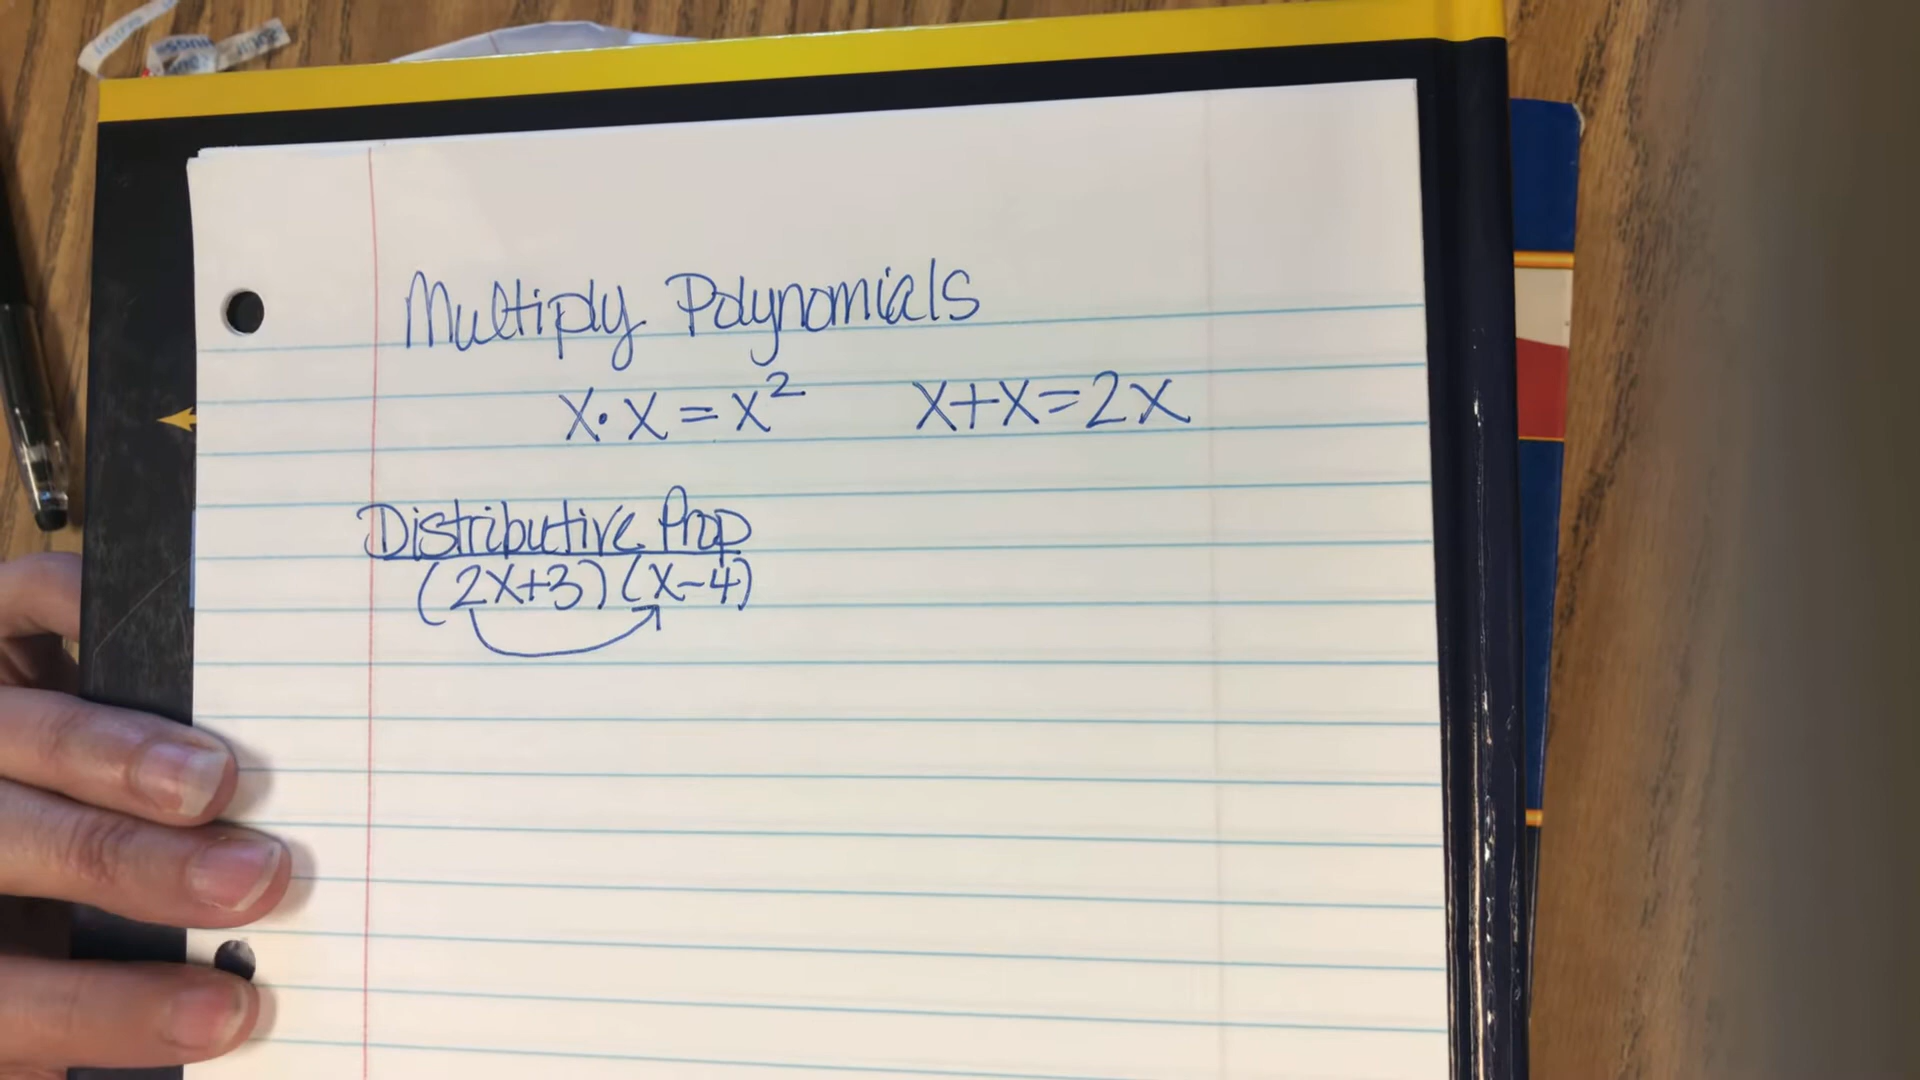 Multiply Polynomials
x·x=x² x+x=2x
Distributive Prop
(2x+3)(x-4)